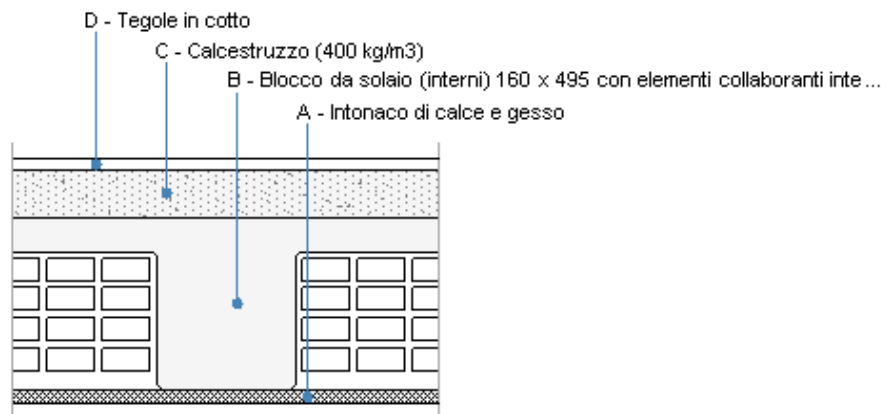 D - Tegole in cotto
C - Calcestruzzo (400 kg/m3)
B - Blocco da solaio (interni) 160 x 495 con elementi collaboranti inte ...
A - Intonaco di calce e gesso